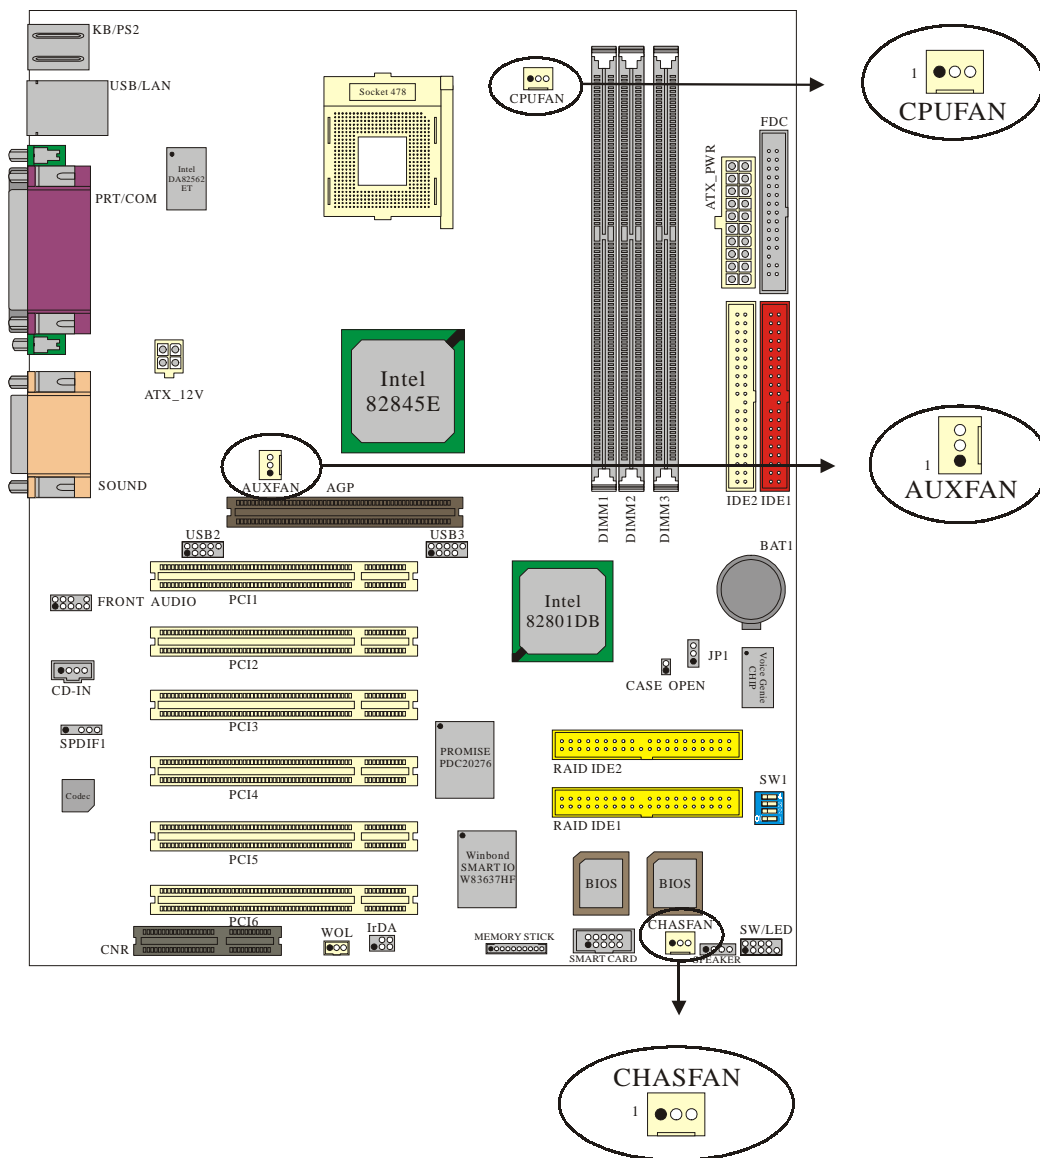 KB/PS2
USB/LAN
Socket 478
CPUFAN
1
CPUFAN
FDC
ATX_PWR
Intel
DA82562
ET
PRT/COM
ATX_12V
Intel
82845E
SOUND
AUXFAN
AGP
1
AUXFAN
DIMM1
DIMM2
DIMM3
IDE2
IDE1
USB2
USB3
BAT1
PCI1
FRONT AUDIO
Intel
82801DB
PCI2
JP1
CASE OPEN
Voice Genie
CHIP
CD-IN
PCI3
SPDIF1
PROMISE
PDC20276
RAID IDE2
Codec
PCI4
SW1
RAID IDE1
PCI5
Winbond
SMART IO
W83637HF
BIOS
BIOS
PCI6
CNR
WOL
IrDA
MEMORY STICK
SMART CARD
CHASFAN
SPEAKER
SW/LED
CHASFAN
1